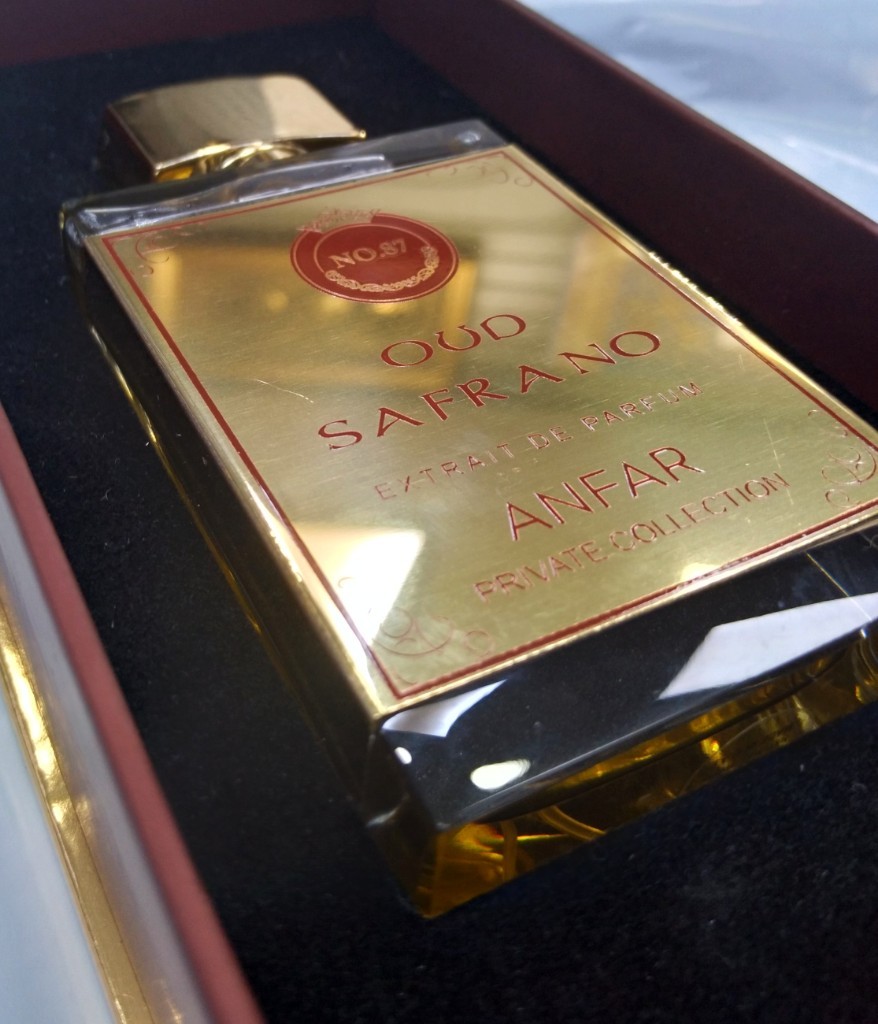 NO.87
OUD
SAFRANO
EXTRAIT DE PARFUM
ANFAR
PRIVATE COLLECTION